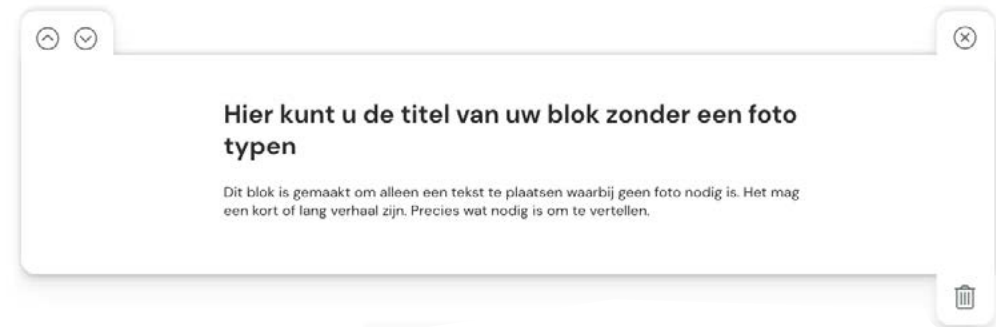 Hier kunt u de titel van uw blok zonder een foto
typen
Dit blok is gemaakt om alleen een tekst te plaatsen waarbij geen foto nodig is. Het mag
een kort of lang verhaal zijn. Precies wat nodig is om te vertellen.